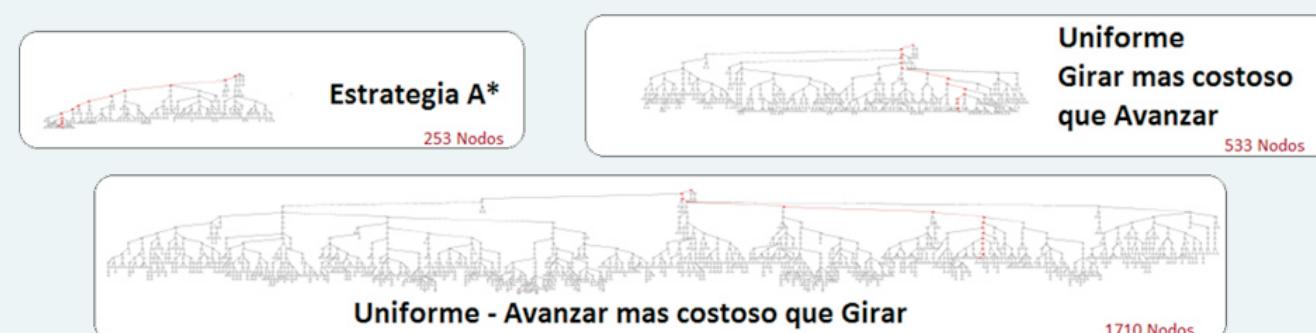 Estrategia A*
253 Nodos
Uniforme
Girar mas costoso
que Avanzar
533 Nodos
Uniforme - Avanzar mas costoso que Girar
1710 Nodos